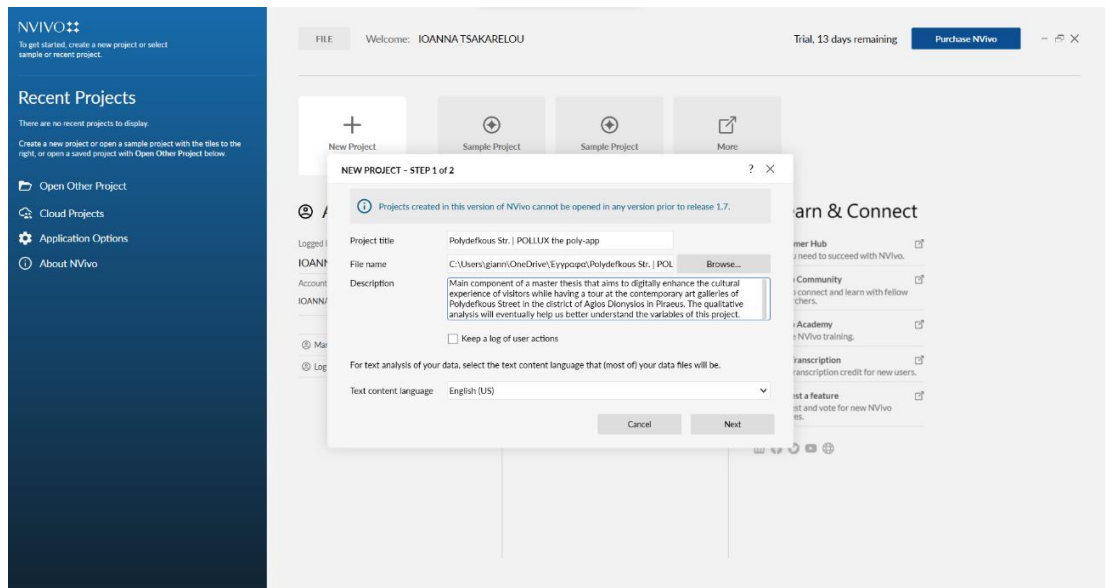 NVIVO
To get started, create a new project or select
sample or recent project.
Recent Projects
There are no recent projects to display.
Create a new project or open a sample project with the tiles to the
right, or open a saved project with Open Other Project below.
Open Other Project
Cloud Projects
Application Options
About NVivo
FILE
Welcome: IOANNA TSAKARELOU
Trial, 13 days remaining
Purchase NVivo
New Project
Sample Project
Sample Project
More
NEW PROJECT – STEP 1 of 2
Projects created in this version of NVivo cannot be opened in any version prior to release 1.7.
Project title
Polydefkous Str. | POLLUX the poly-app
File name
C:\Users\giann\OneDrive\Έγγραφα\Polydefkous Str. | POL
Browse...
Description
Main component of a master thesis that aims to digitally enhance the cultural
experience of visitors while having a tour at the contemporary art galleries of
Polydefkous Street in the district of Agios Dionysios in Piraeus. The qualitative
analysis will eventually help us better understand the variables of this project.
Keep a log of user actions
For text analysis of your data, select the text content language that (most of) your data files will be.
Text content language
English (US)
Cancel
Next
A
Logged
IOANN
Account
IOANN
Ma
Log
arn & Connect
mer Hub
need to succeed with NVivo.
Community
connect and learn with fellow
chers.
Academy
NVivo training.
ranscription
ranscription credit for new users.
st a feature
st and vote for new NVivo
es.